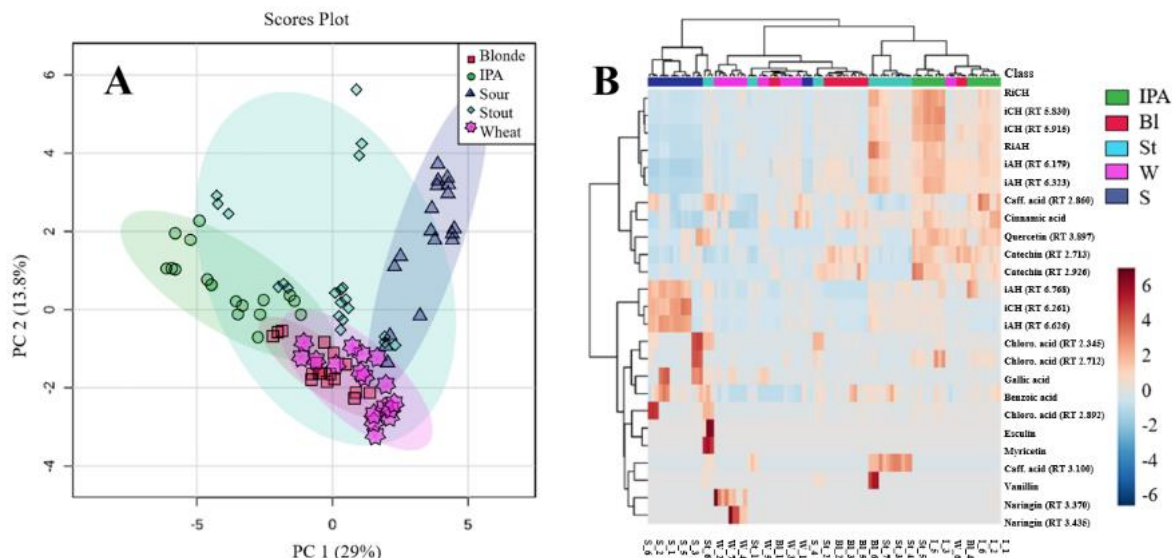 Scores Plot
A
Blonde
IPA
Sour
Stout
Wheat
6
4
2
0
-2
-4
-5
0
5
PC 2 (13.8%)
PC 1 (29%)
B
Class
RiCH
iCH (RT 5.830)
iCH (RT 5.915)
RiAH
iAH (RT 6.179)
iAH (RT 6.323)
Caff. acid (RT 2.860)
Cinnamic acid
Quercetin (RT 3.897)
Catechin (RT 2.713)
Catechin (RT 2.926)
iAH (RT 6.768)
iCH (RT 6.261)
iAH (RT 6.626)
Chloro. acid (RT 2.345)
Chloro. acid (RT 2.712)
Gallic acid
Benzoic acid
Chloro. acid (RT 2.892)
Esculin
Myricetin
Caff. acid (RT 3.100)
Vanillin
Naringin (RT 3.370)
Naringin (RT 3.435)
IPA
Bl
St
W
S
6
4
2
0
-2
-4
-6